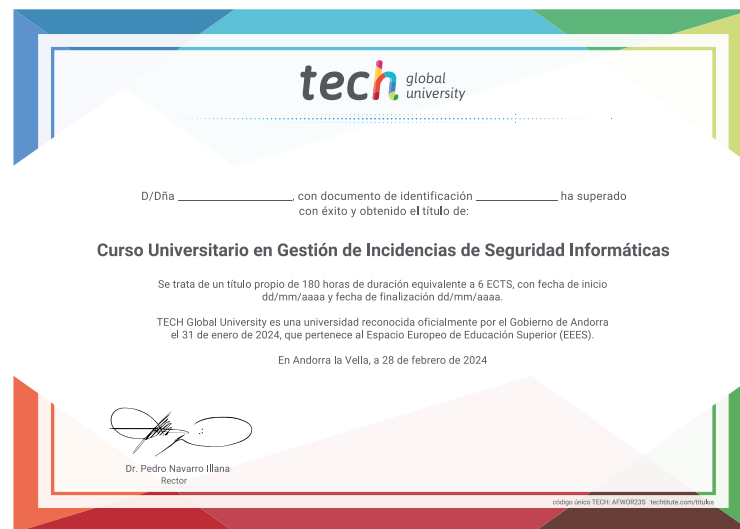 tech global university
D/Dña ____________________, con documento de identificación ______________ ha superado
con éxito y obtenido el título de:
Curso Universitario en Gestión de Incidencias de Seguridad Informáticas
Se trata de un título propio de 180 horas de duración equivalente a 6 ECTS, con fecha de inicio
dd/mm/aaaa y fecha de finalización dd/mm/aaaa.
TECH Global University es una universidad reconocida oficialmente por el Gobierno de Andorra
el 31 de enero de 2024, que pertenece al Espacio Europeo de Educación Superior (EEES).
En Andorra la Vella, a 28 de febrero de 2024
Dr. Pedro Navarro Illana
Rector
código único TECH: AFWOR23S techtitute.com/titulos